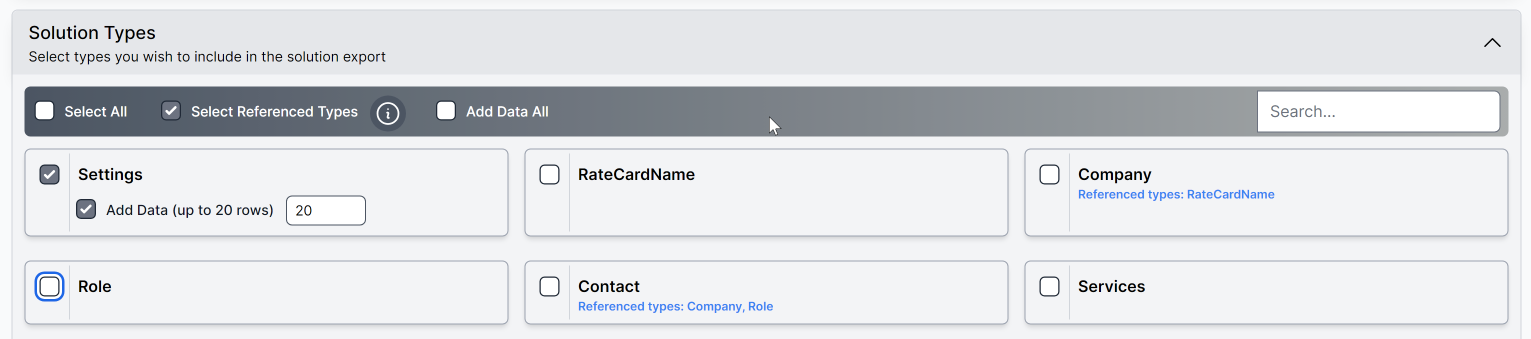 Solution Types
Select types you wish to include in the solution export
Select All
Select Referenced Types
Add Data All
Search...
Settings
Add Data (up to 20 rows)
20
RateCardName
Company
Referenced types: RateCardName
Role
Contact
Referenced types: Company, Role
Services